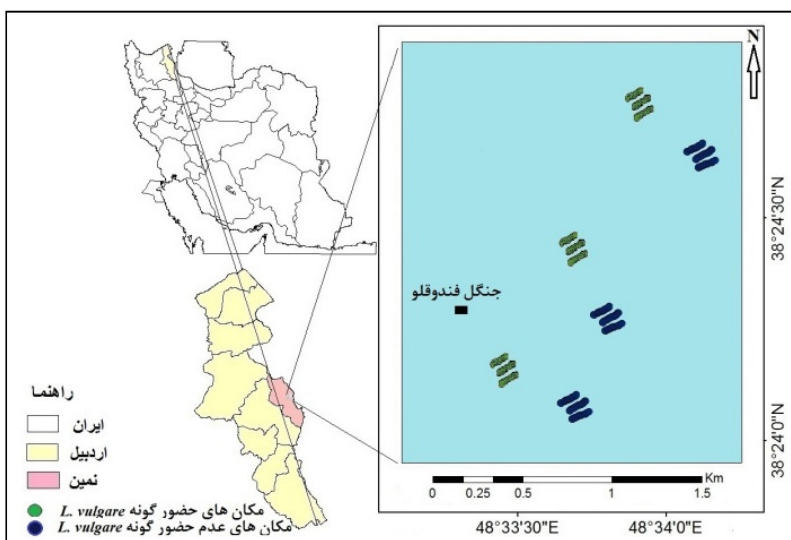 N
38°24'30"N
جنگل فندوقلو
38°24'0"N
Km
0 0.25 0.5 1 1.5
48°33'30"E 48°34'0"E
راهنما
ایران
اردبیل
نمین
مکان های حضور گونه L. vulgare
مکان های عدم حضور گونه L. vulgare